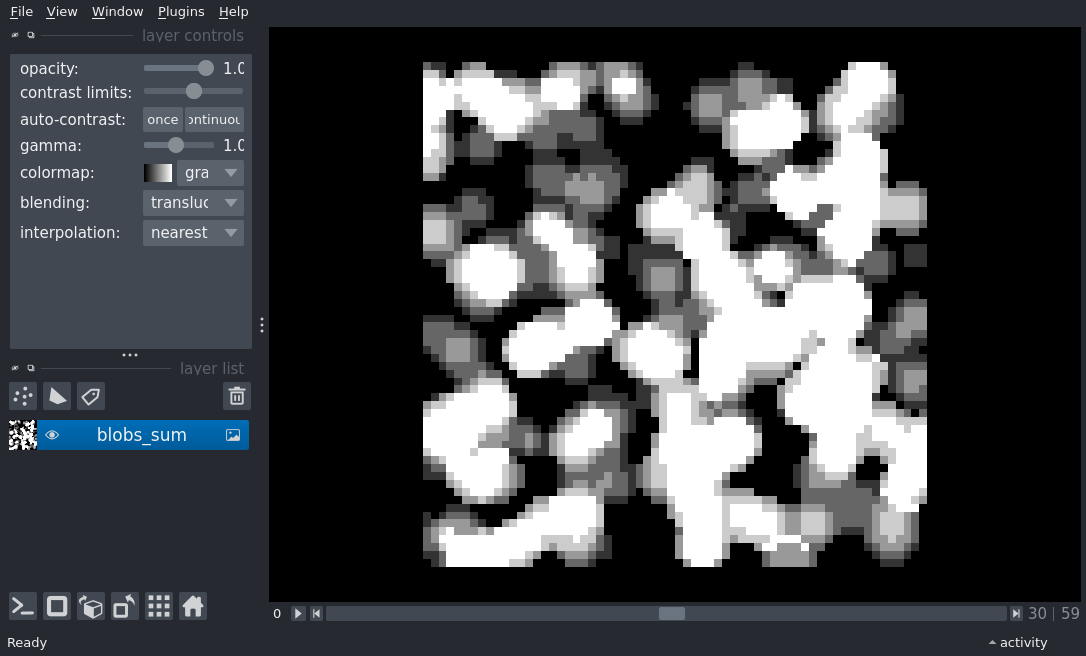 File View Window Plugins Help
layer controls
opacity: 1.0
contrast limits:
auto-contrast: once ontinuou
gamma: 1.0
colormap: gra
blending: transluc
interpolation: nearest
layer list
blobs_sum
0 30 | 59
Ready activity